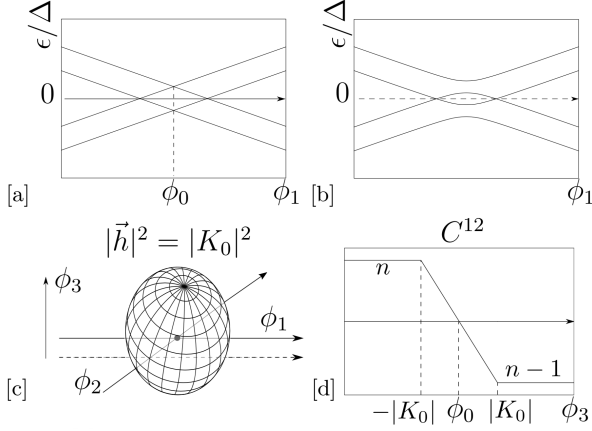 ϵ/Δ
0
[a]
ϕ₀
ϕ₁
ϵ/Δ
0
[b]
ϕ₁
|h⃗|² = |K₀|²
ϕ₃
ϕ₁
ϕ₂
[c]
C¹²
n
n − 1
[d]
−|K₀| ϕ₀ |K₀| ϕ₃